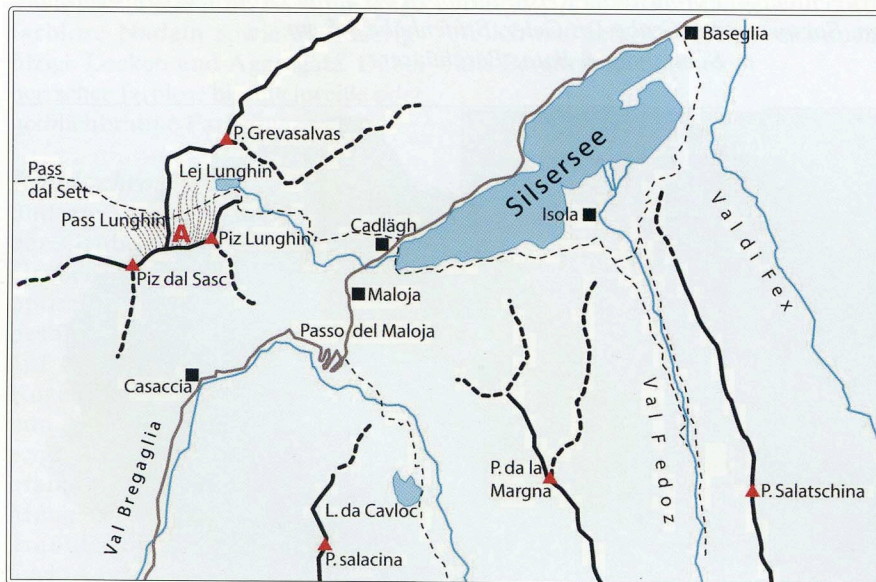 Baseglia
P. Grevasalvas
Lej Lunghin
Pass
dal Sett
Pass Lunghin
A
Piz Lunghin
Piz dal Sasc
Silsersee
Isola
Cadlägh
Maloja
Passo del Maloja
Casaccia
Val Bregaglia
L. da Cavloc
P. salacina
P. da la
Margna
Val Fedoz
Val di Fex
P. Salatschina